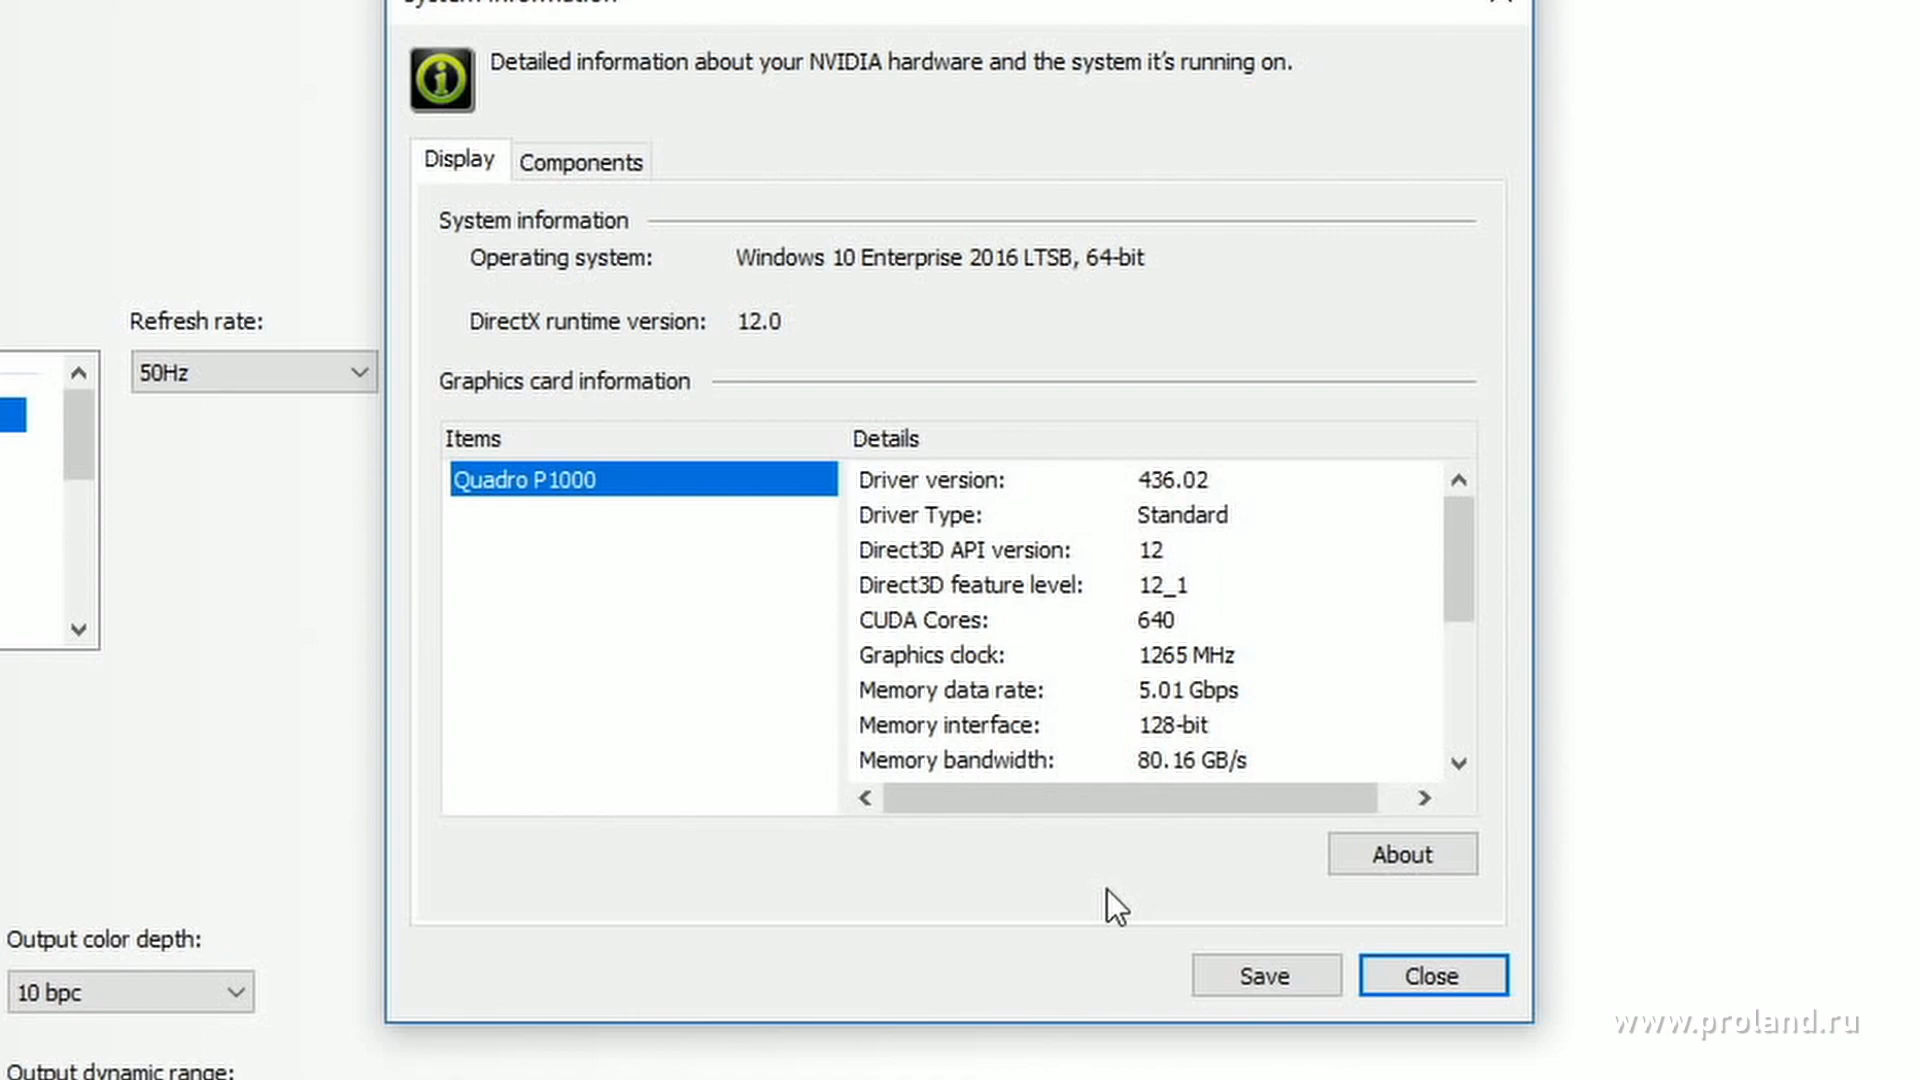 System information
Detailed information about your NVIDIA hardware and the system it's running on.
Display
Components
System information
Operating system: Windows 10 Enterprise 2016 LTSB, 64-bit
DirectX runtime version: 12.0
Refresh rate:
50Hz
Graphics card information
Items Details
Quadro P1000
Driver version: 436.02
Driver Type: Standard
Direct3D API version: 12
Direct3D feature level: 12_1
CUDA Cores: 640
Graphics clock: 1265 MHz
Memory data rate: 5.01 Gbps
Memory interface: 128-bit
Memory bandwidth: 80.16 GB/s
About
Output color depth:
10 bpc
Save
Close
www.proland.ru
Output dynamic range: